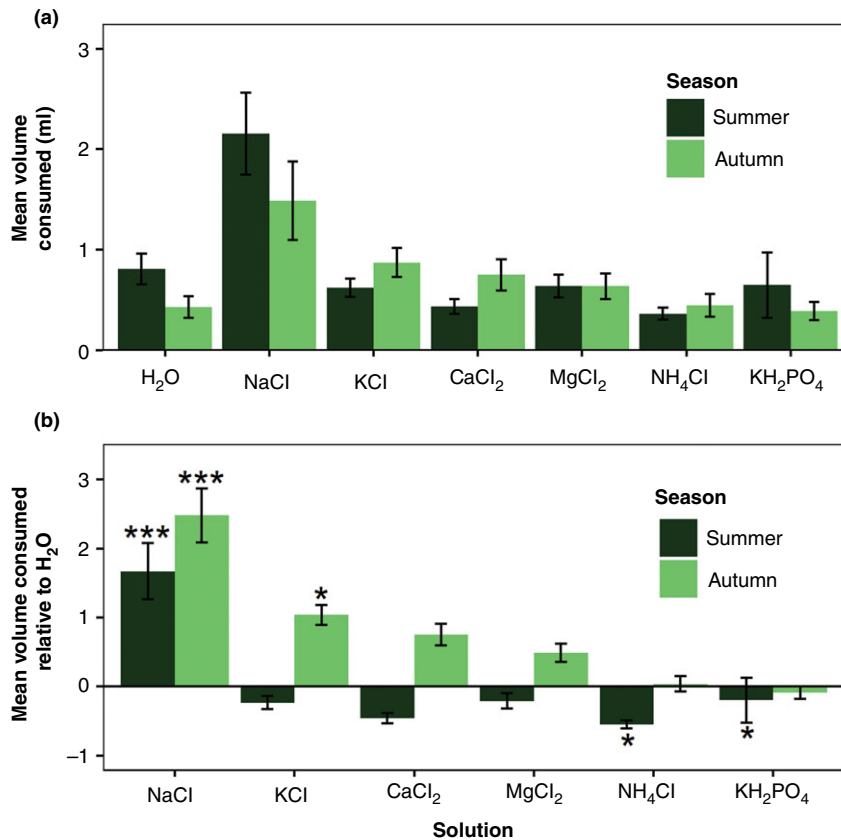 (a)
3
2
1
0
Mean volume
consumed (ml)
Season
Summer
Autumn
H₂O NaCl KCl CaCl₂ MgCl₂ NH₄Cl KH₂PO₄
(b)
3
2
1
0
–1
Mean volume consumed
relative to H₂O
Season
Summer
Autumn
*** *** * * *
NaCl KCl CaCl₂ MgCl₂ NH₄Cl KH₂PO₄
Solution